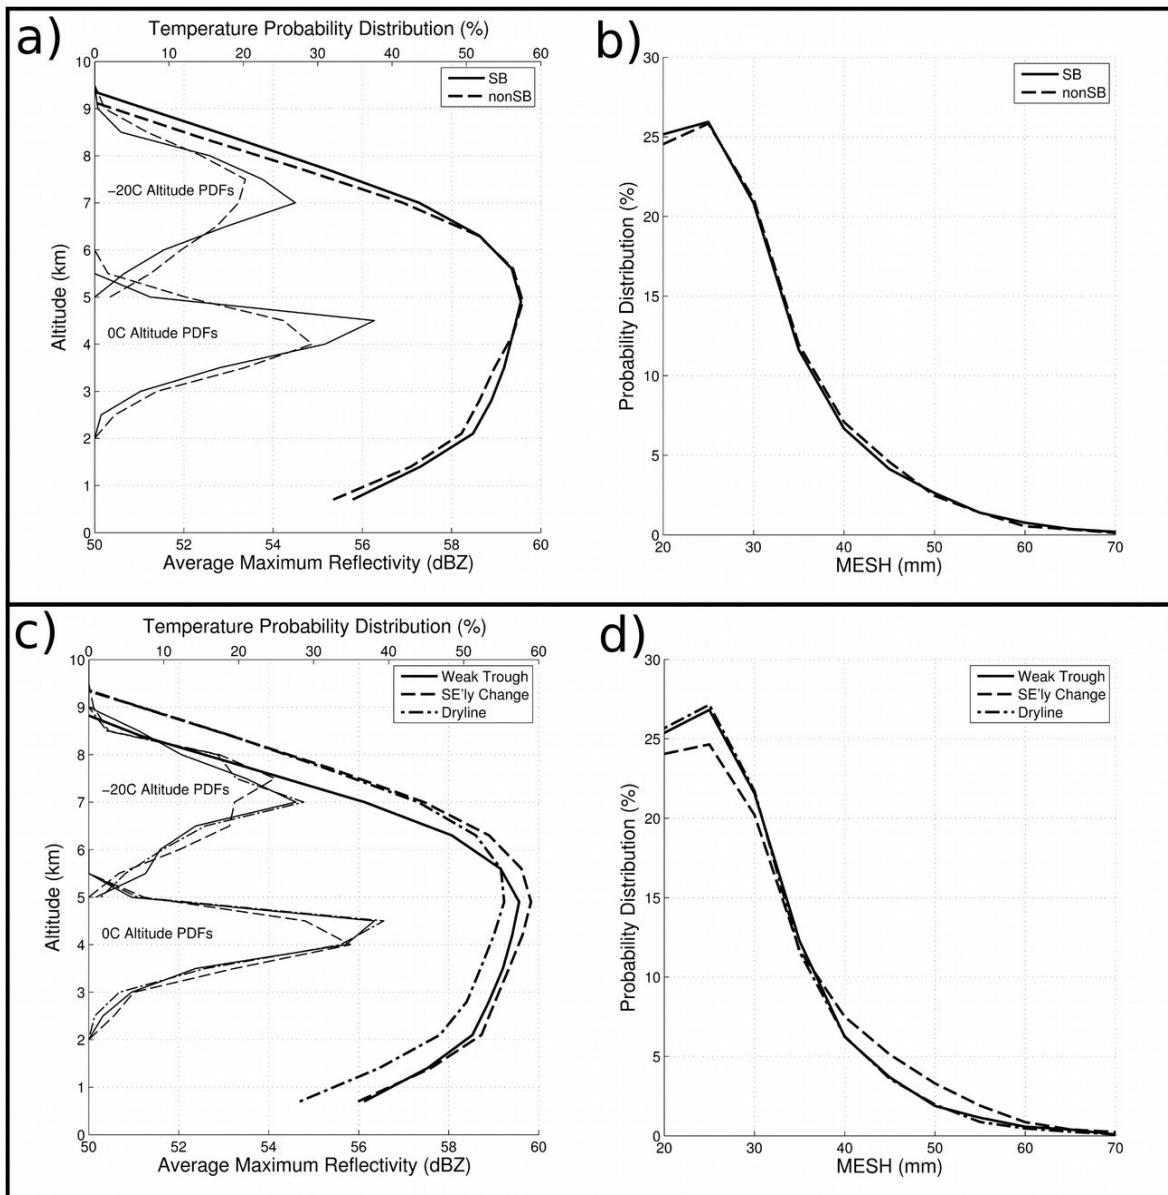 a)
Temperature Probability Distribution (%)
0 10 20 30 40 50 60
SB
nonSB
10
9
8
−20C Altitude PDFs
7
6
5
0C Altitude PDFs
4
3
2
1
0
Altitude (km)
50 52 54 56 58 60
Average Maximum Reflectivity (dBZ)
b)
30
SB
nonSB
25
20
15
10
5
0
Probability Distribution (%)
20 30 40 50 60 70
MESH (mm)
c)
Temperature Probability Distribution (%)
0 10 20 30 40 50 60
Weak Trough
SE'ly Change
Dryline
10
9
8
−20C Altitude PDFs
7
6
5
0C Altitude PDFs
4
3
2
1
0
Altitude (km)
50 52 54 56 58 60
Average Maximum Reflectivity (dBZ)
d)
30
Weak Trough
SE'ly Change
Dryline
25
20
15
10
5
0
Probability Distribution (%)
20 30 40 50 60 70
MESH (mm)